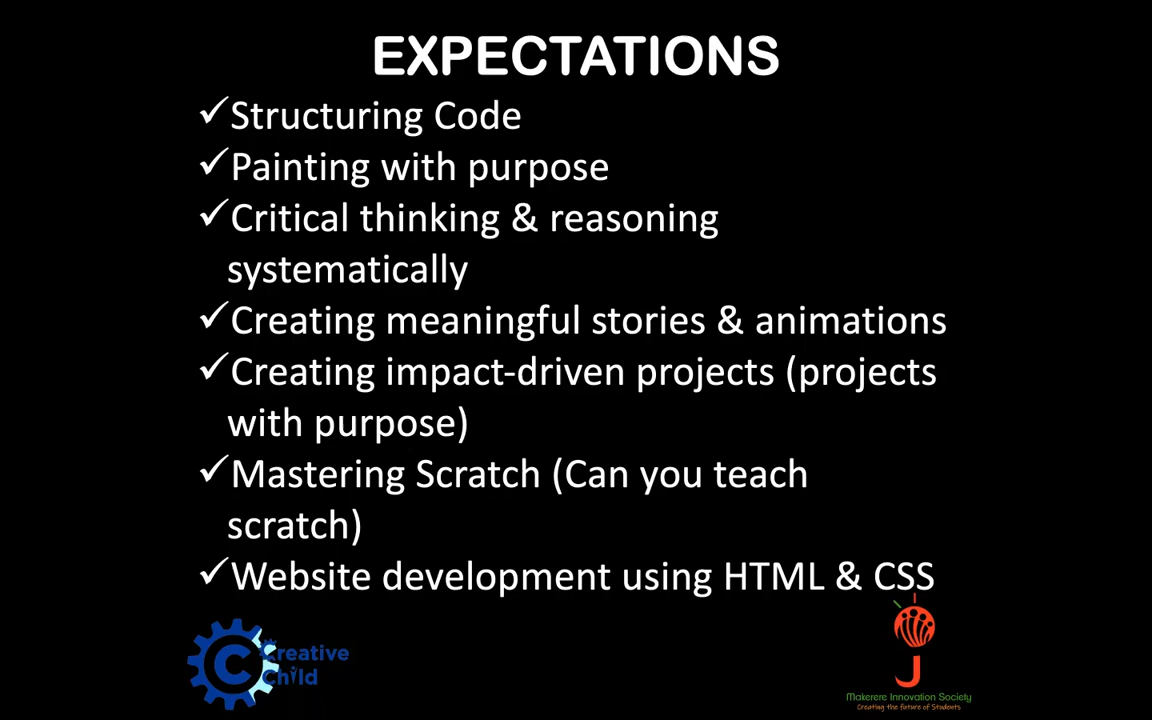 EXPECTATIONS
✓Structuring Code
✓Painting with purpose
✓Critical thinking & reasoning
systematically
✓Creating meaningful stories & animations
✓Creating impact-driven projects (projects
with purpose)
✓Mastering Scratch (Can you teach
scratch)
✓Website development using HTML & CSS
C Creative
Child
Makerere Innovation Society
Creating the future of Students